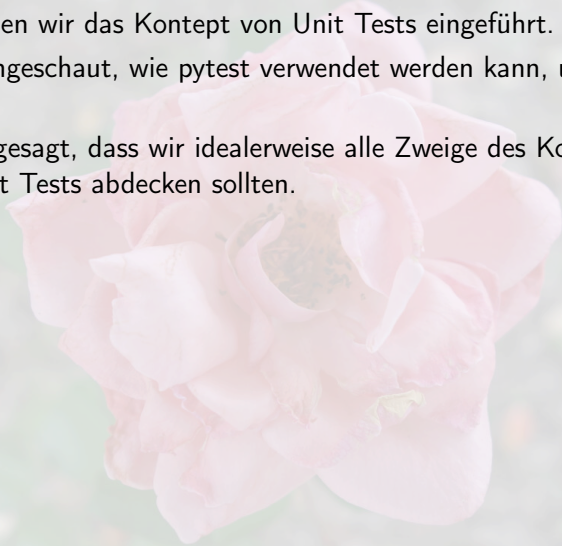 en wir das Kontept von Unit Tests eingeführt.
ngeschaut, wie pytest verwendet werden kann, u
gesagt, dass wir idealerweise alle Zweige des Ko
t Tests abdecken sollten.